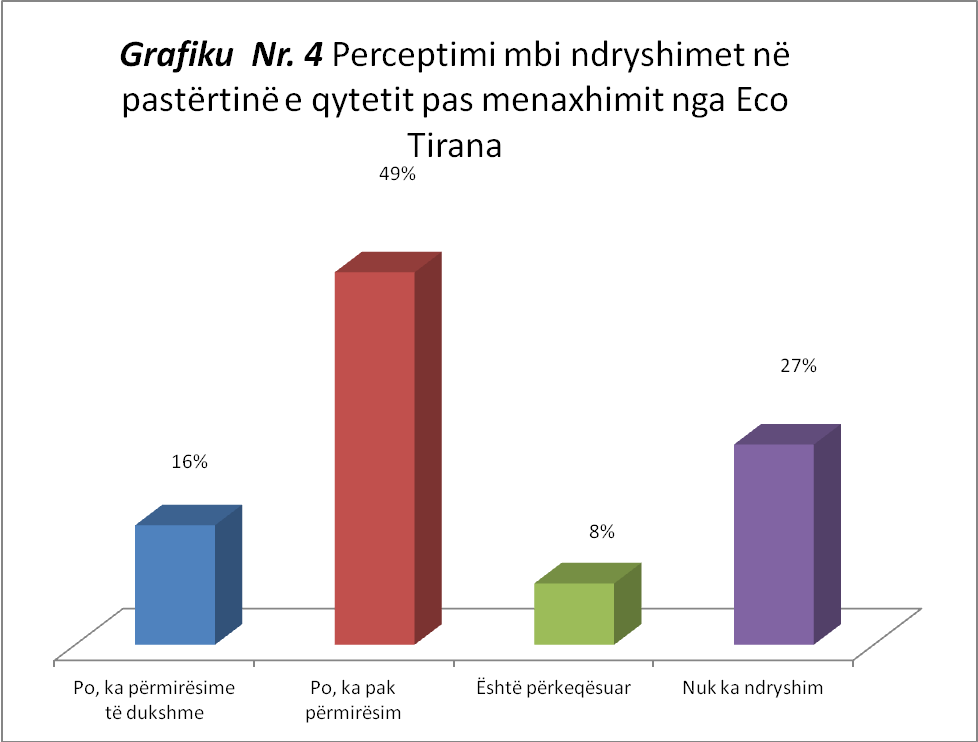 Grafiku Nr. 4 Perceptimi mbi ndryshimet në
pastërtinë e qytetit pas menaxhimit nga Eco
Tirana
49%
27%
16%
8%
Po, ka përmirësime
të dukshme
Po, ka pak
përmirësim
Është përkeqësuar
Nuk ka ndryshim